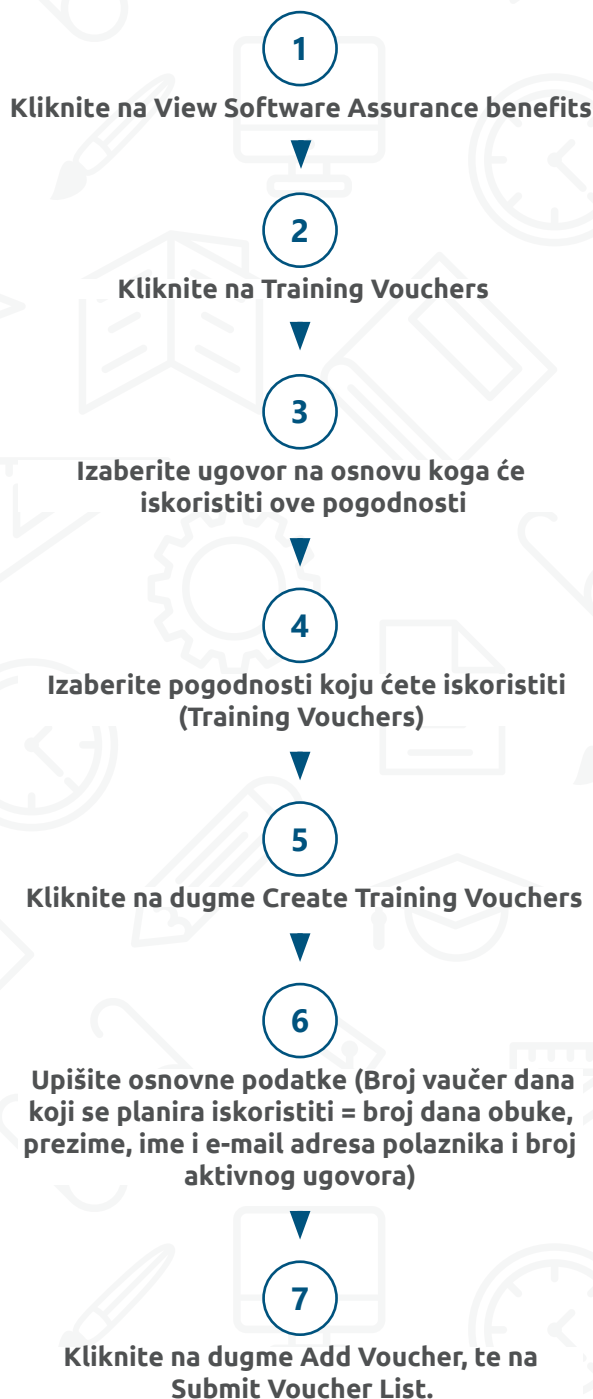 1
Kliknite na View Software Assurance benefits
2
Kliknite na Training Vouchers
3
Izaberite ugovor na osnovu koga će
iskoristiti ove pogodnosti
4
Izaberite pogodnosti koju ćete iskoristiti
(Training Vouchers)
5
Kliknite na dugme Create Training Vouchers
6
Upišite osnovne podatke (Broj vaučer dana
koji se planira iskoristiti = broj dana obuke,
prezime, ime i e-mail adresa polaznika i broj
aktivnog ugovora)
7
Kliknite na dugme Add Voucher, te na
Submit Voucher List.